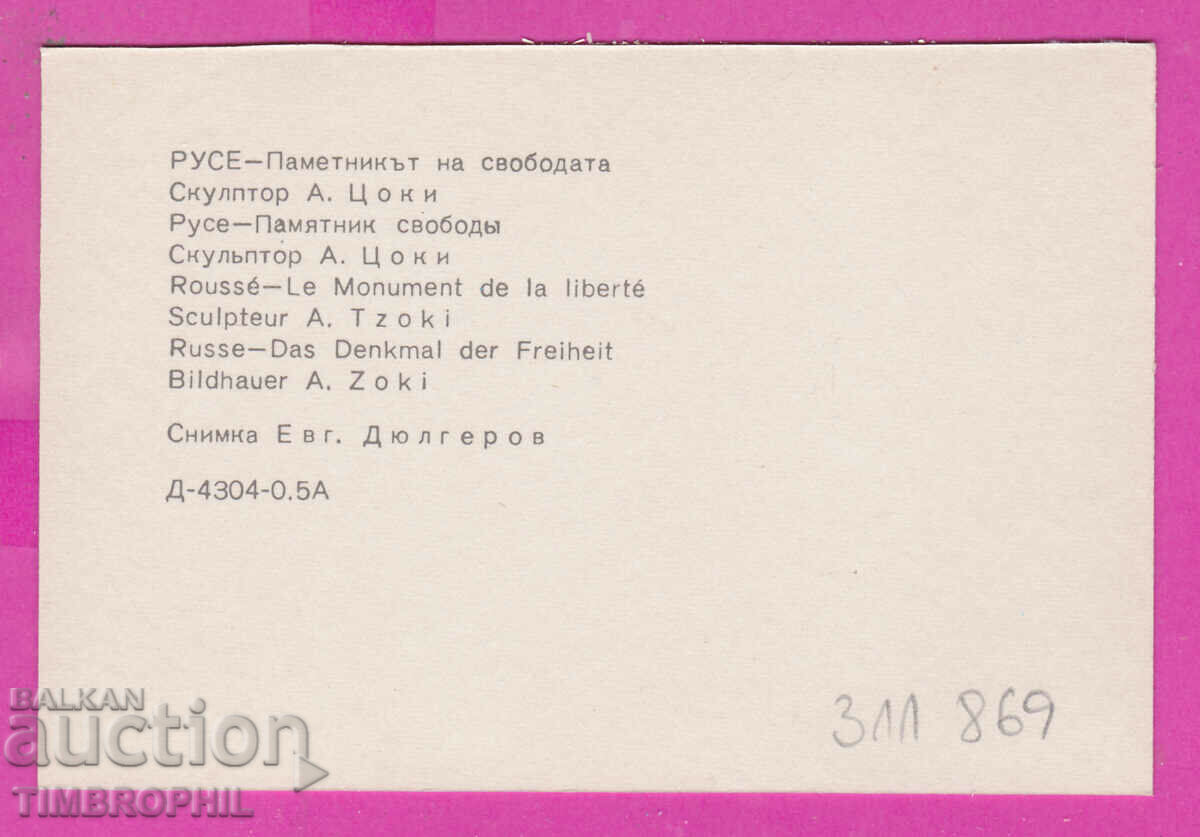 РУСЕ—Паметникът на свободата
Скулптор А. Цоки
Русе—Памятник свободы
Скульптор А. Цоки
Roussé—Le Monument de la liberté
Sculpteur A. Tzoki
Russe—Das Denkmal der Freiheit
Bildhauer A. Zoki
Снимка Евг. Дюлгеров
Д-4304-0.5А
311 869
BALKAN
auction
TIMBROPHIL